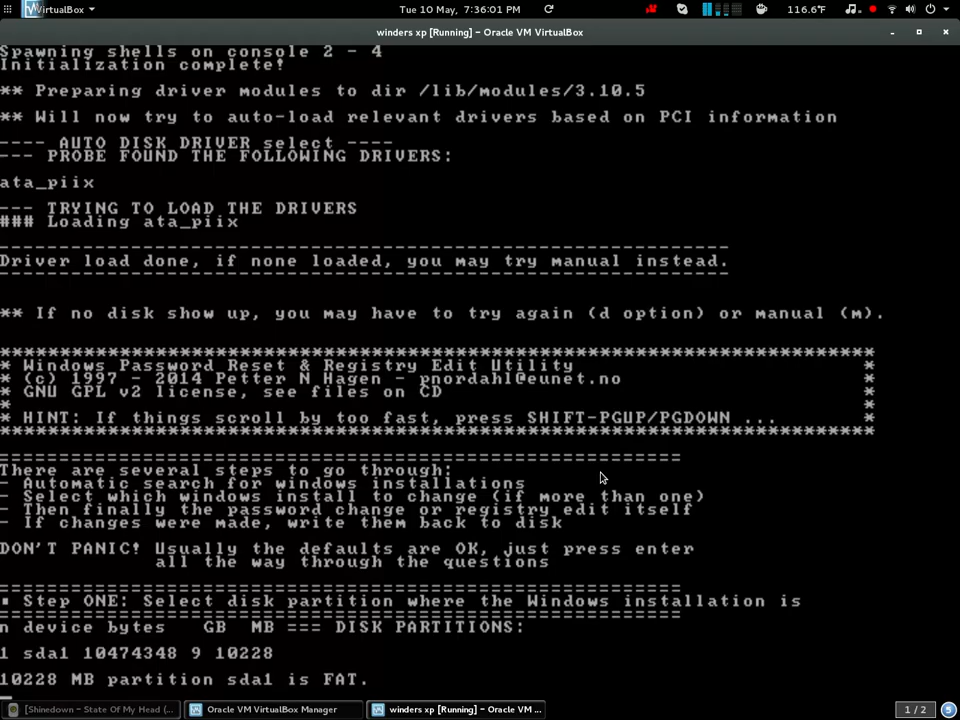 VirtualBox
Tue 10 May, 7:36:01 PM
116.6°F
winders xp [Running] – Oracle VM VirtualBox
Spawning shells on console 2 - 4
Initialization complete!
** Preparing driver modules to dir /lib/modules/3.10.5
** Will now try to auto-load relevant drivers based on PCI information
---- AUTO DISK DRIVER select ----
--- PROBE FOUND THE FOLLOWING DRIVERS:
ata_piix
--- TRYING TO LOAD THE DRIVERS
### Loading ata_piix
-------------------------------------------------------------
Driver load done, if none loaded, you may try manual instead.
-------------------------------------------------------------
** If no disk show up, you may have to try again (d option) or manual (m).
*************************************************************************
* Windows Password Reset & Registry Edit Utility *
* (c) 1997 - 2014 Petter N Hagen - pnordahl@eunet.no *
* GNU GPL v2 license, see files on CD *
* *
* HINT: If things scroll by too fast, press SHIFT-PGUP/PGDOWN ... *
*************************************************************************
=========================================================
There are several steps to go through:
- Automatic search for windows installations
- Select which windows install to change (if more than one)
- Then finally the password change or registry edit itself
- If changes were made, write them back to disk
DON'T PANIC! Usually the defaults are OK, just press enter
all the way through the questions
=========================================================
▪ Step ONE: Select disk partition where the Windows installation is
=========================================================
n device bytes GB MB === DISK PARTITIONS:
1 sda1 10474348 9 10228
10228 MB partition sda1 is FAT.
_
[Shinedown – State Of My Head (...
Oracle VM VirtualBox Manager
winders xp [Running] – Oracle VM ...
1 / 2
5